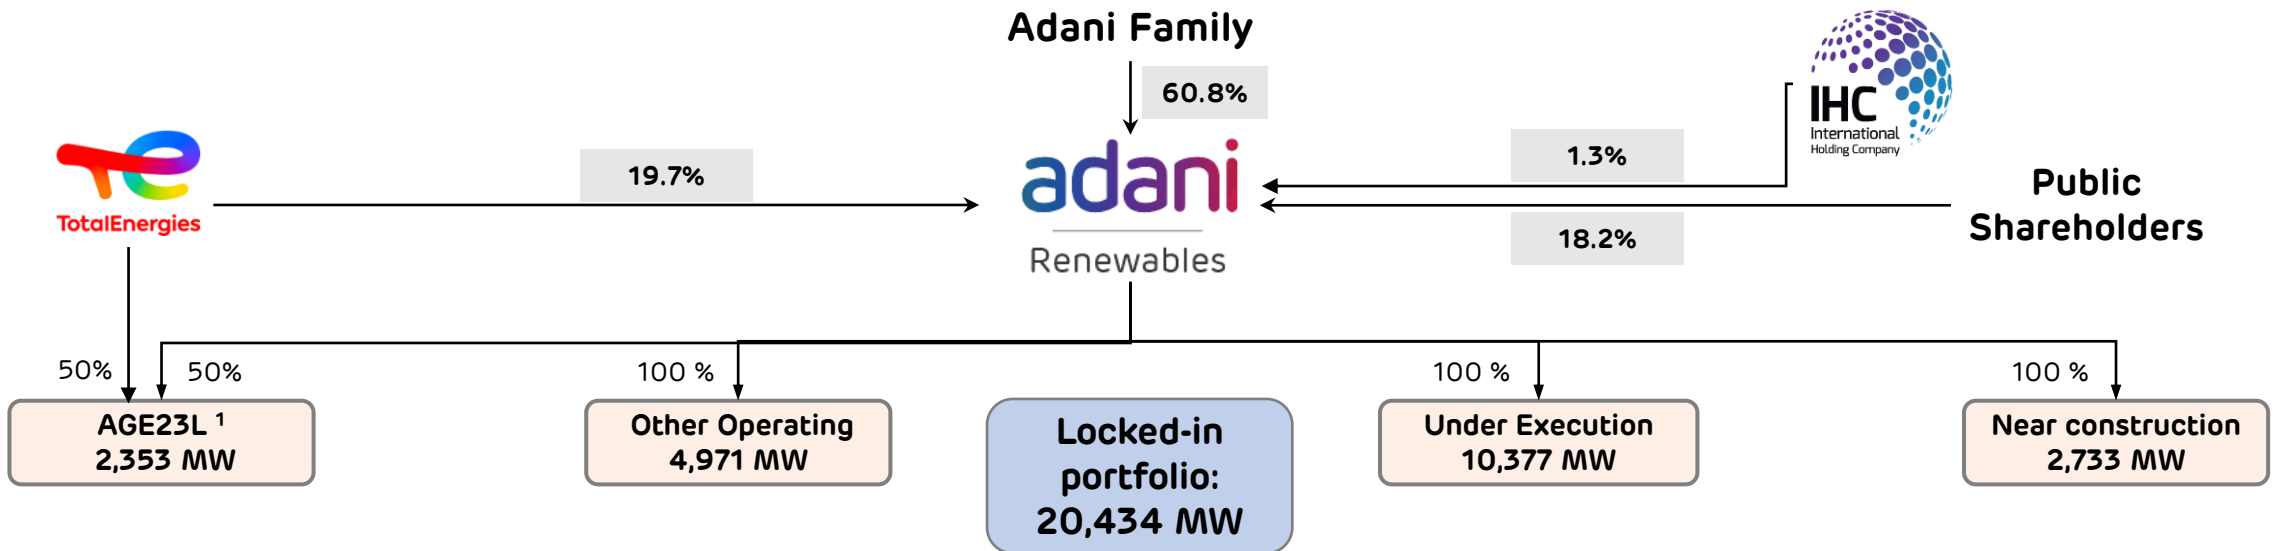 Adani Family
60.8%
IHC
International
Holding Company
TotalEnergies
19.7%
adani
Renewables
1.3%
18.2%
Public
Shareholders
50%
50%
100 %
100 %
100 %
AGE23L ¹
2,353 MW
Other Operating
4,971 MW
Locked-in
portfolio:
20,434 MW
Under Execution
10,377 MW
Near construction
2,733 MW